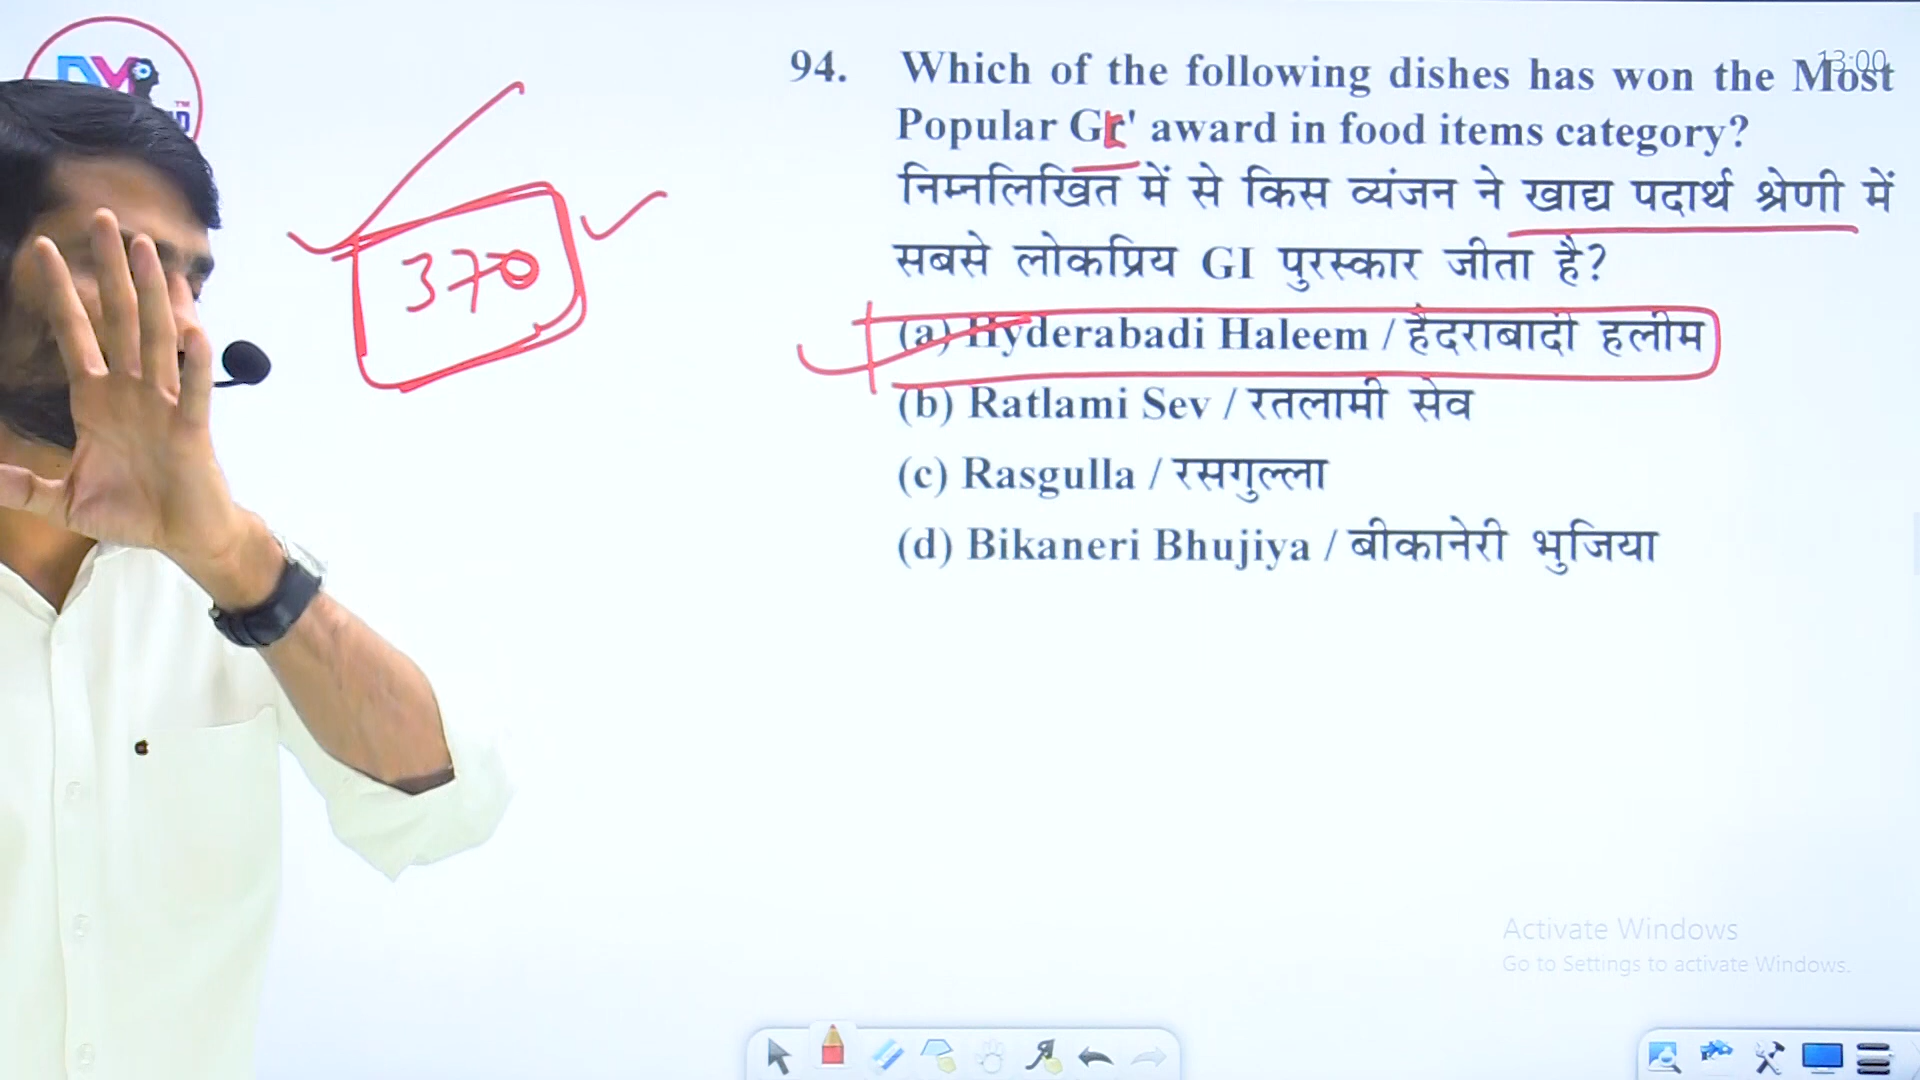 13:00
94. Which of the following dishes has won the Most
Popular GI' award in food items category?
निम्नलिखित में से किस व्यंजन ने खाद्य पदार्थ श्रेणी में
सबसे लोकप्रिय GI पुरस्कार जीता है?
(a) Hyderabadi Haleem / हैदराबादी हलीम
(b) Ratlami Sev / रतलामी सेव
(c) Rasgulla / रसगुल्ला
(d) Bikaneri Bhujiya / बीकानेरी भुजिया
370
Activate Windows
Go to Settings to activate Windows.